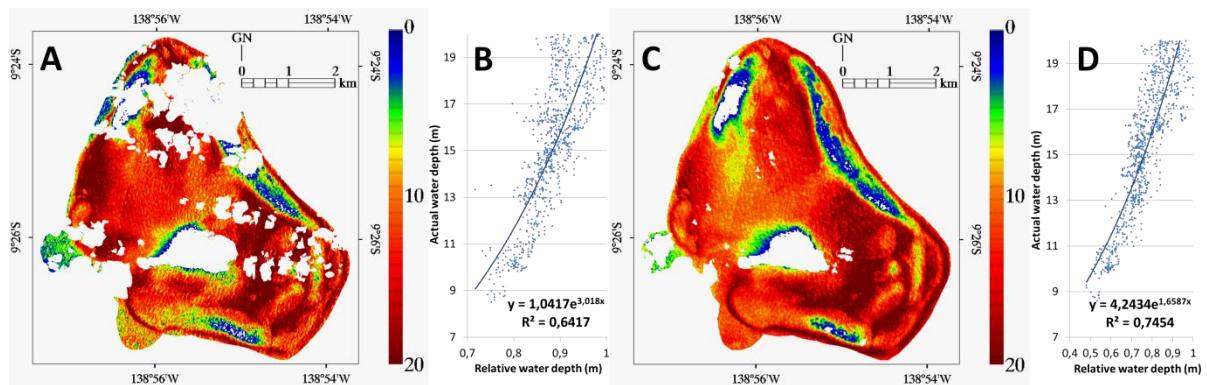 138°56'W 138°54'W
A
GN
0 1 2
km
9°24'S
9°24'S
9°26'S
9°26'S
138°56'W 138°54'W
0
10
20
B
Actual water depth (m)
19
17
15
13
11
9
7
y = 1,0417e3,018x
R² = 0,6417
0,7 0,8 0,9 1
Relative water depth (m)
138°56'W 138°54'W
C
GN
0 1 2
km
9°24'S
9°24'S
9°26'S
9°26'S
138°56'W 138°54'W
0
10
20
D
Actual water depth (m)
19
17
15
13
11
9
7
y = 4,2434e1,6587x
R² = 0,7454
0,4 0,5 0,6 0,7 0,8 0,9 1
Relative water depth (m)